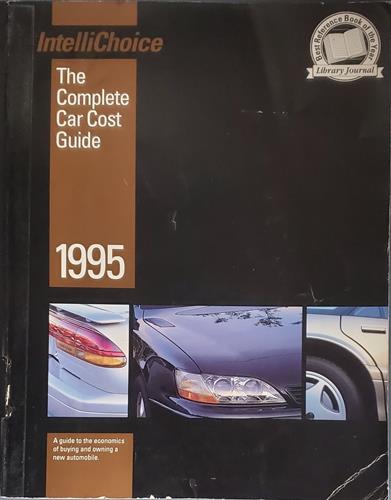 IntelliChoice
Best Reference Book of the Year
Library Journal
The
Complete
Car Cost
Guide
1995
A guide to the economics
of buying and owning a
new automobile.